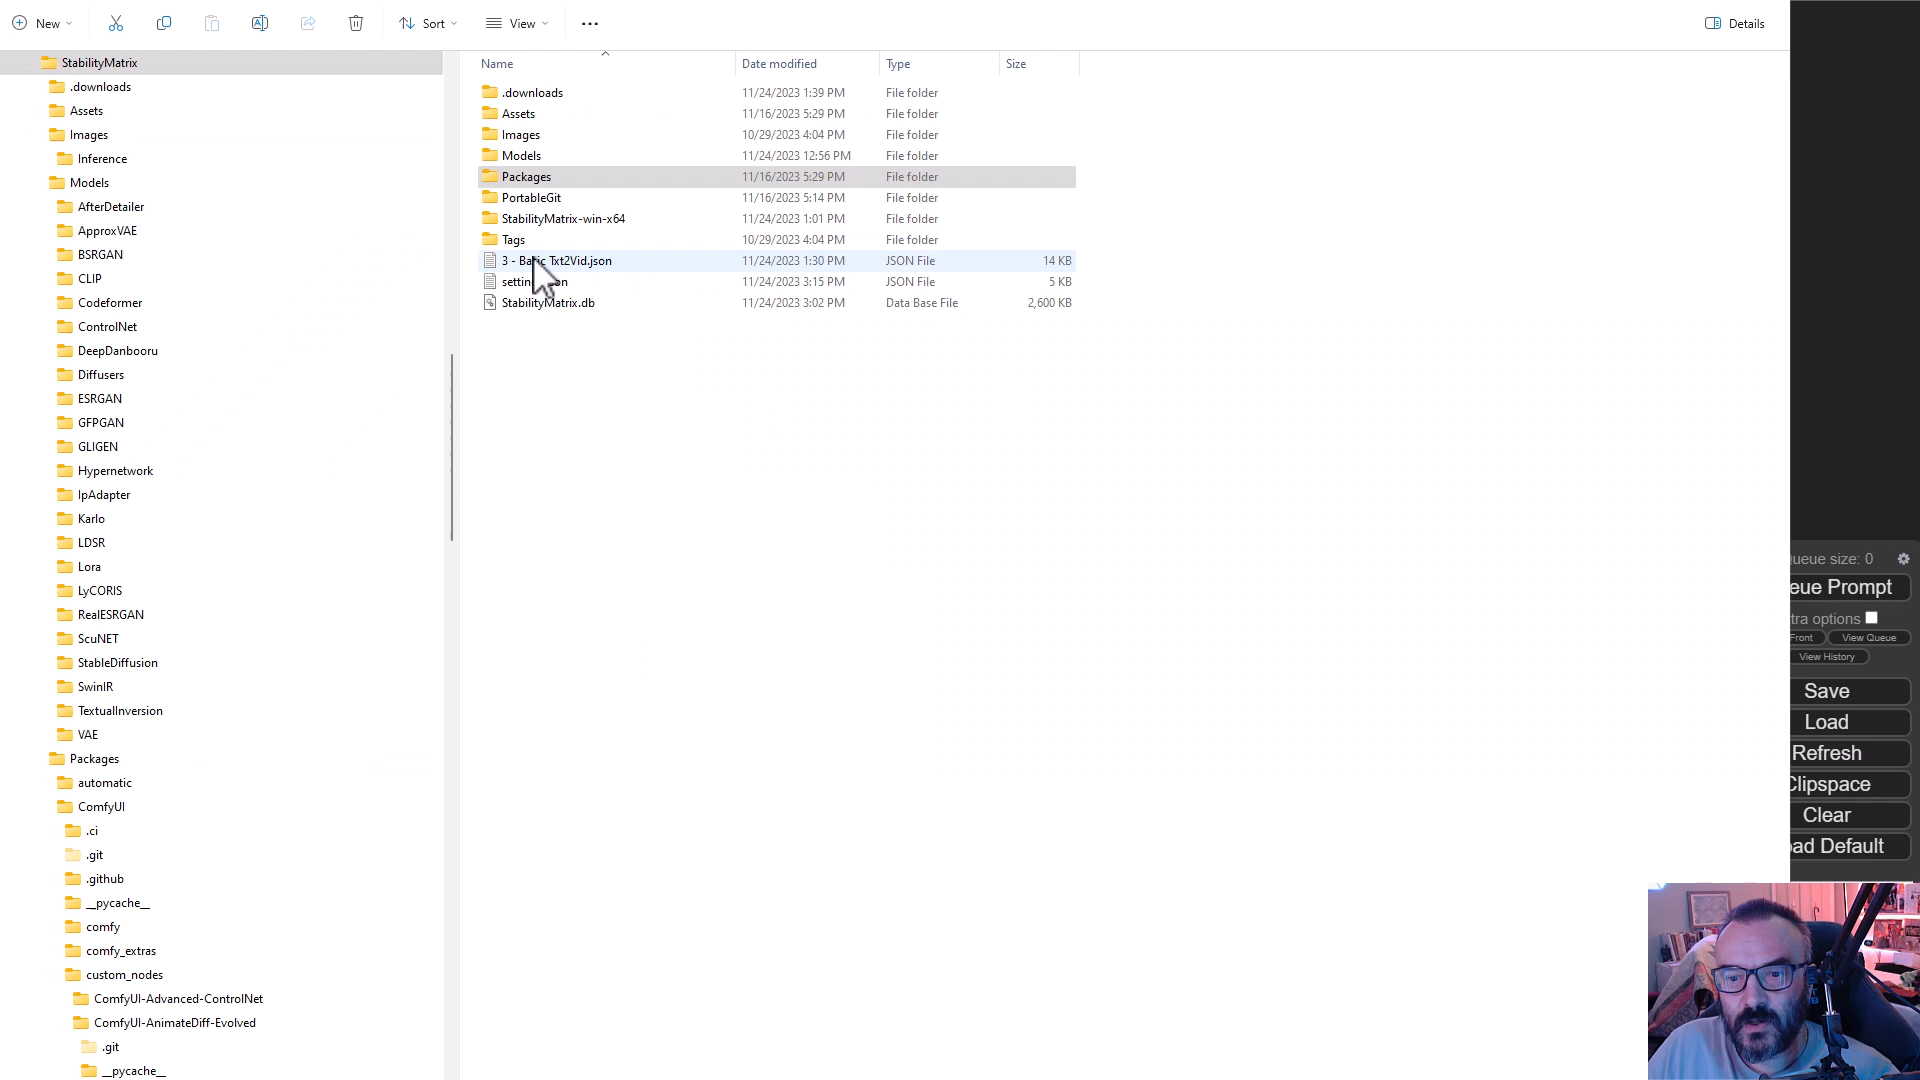 New
Sort
View
Details
StabilityMatrix
.downloads
Assets
Images
Inference
Models
AfterDetailer
ApproxVAE
BSRGAN
CLIP
Codeformer
ControlNet
DeepDanbooru
Diffusers
ESRGAN
GFPGAN
GLIGEN
Hypernetwork
IpAdapter
Karlo
LDSR
Lora
LyCORIS
RealESRGAN
ScuNET
StableDiffusion
SwinIR
TextualInversion
VAE
Packages
automatic
ComfyUI
.ci
.git
.github
__pycache__
comfy
comfy_extras
custom_nodes
ComfyUI-Advanced-ControlNet
ComfyUI-AnimateDiff-Evolved
.git
__pycache__
Name Date modified Type Size
.downloads 11/24/2023 1:39 PM File folder
Assets 11/16/2023 5:29 PM File folder
Images 10/29/2023 4:04 PM File folder
Models 11/24/2023 12:56 PM File folder
Packages 11/16/2023 5:29 PM File folder
PortableGit 11/16/2023 5:14 PM File folder
StabilityMatrix-win-x64 11/24/2023 1:01 PM File folder
Tags 10/29/2023 4:04 PM File folder
3 - Basic Txt2Vid.json 11/24/2023 1:30 PM JSON File 14 KB
11/24/2023 3:15 PM JSON File 5 KB
StabilityMatrix.db 11/24/2023 3:02 PM Data Base File 2,600 KB
ueue size: 0
eue Prompt
tra options
Front View Queue
View History
Save
Load
Refresh
Clipspace
Clear
oad Default